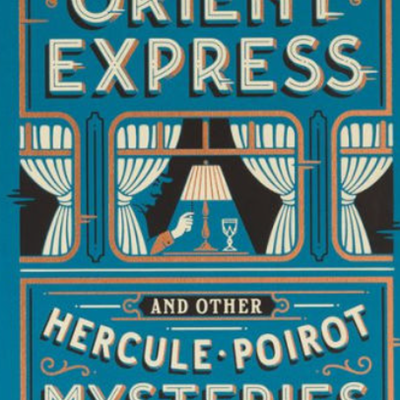 ORIENT
EXPRESS
AND OTHER
HERCULE · POIROT
MYSTERIES